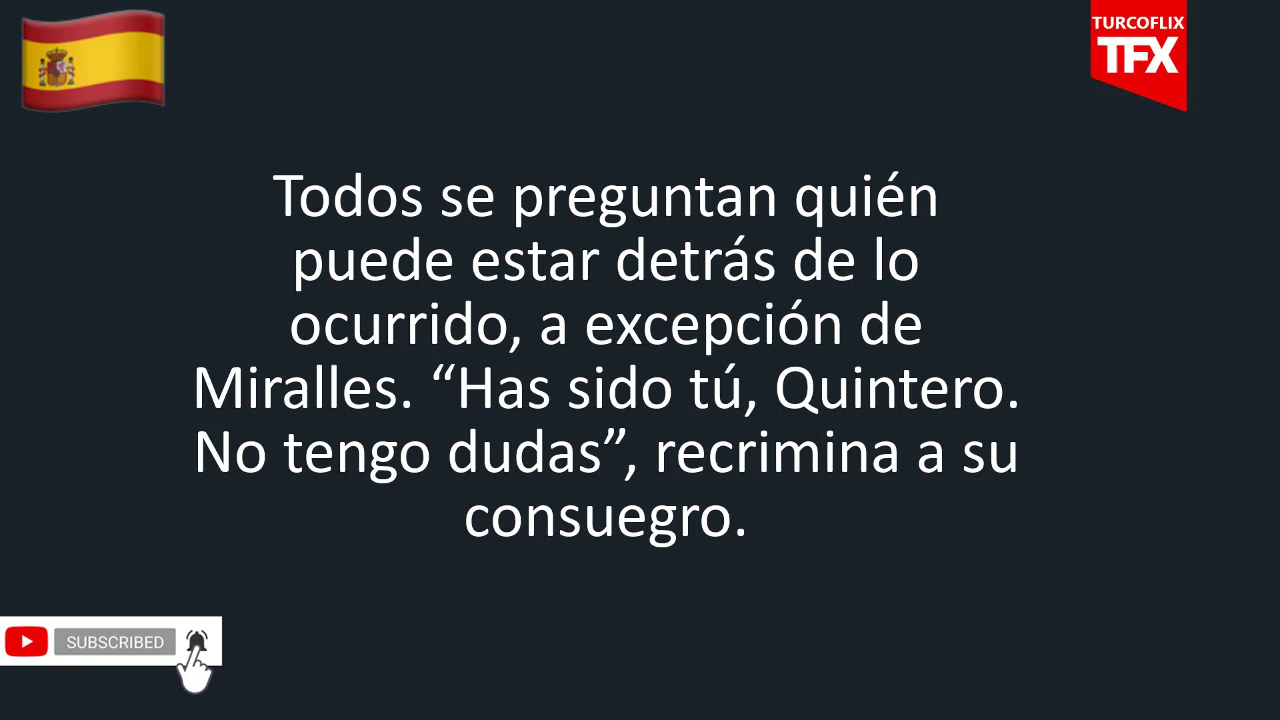 TURCOFLIX
TFX
Todos se preguntan quién
puede estar detrás de lo
ocurrido, a excepción de
Miralles. “Has sido tú, Quintero.
No tengo dudas”, recrimina a su
consuegro.
SUBSCRIBED